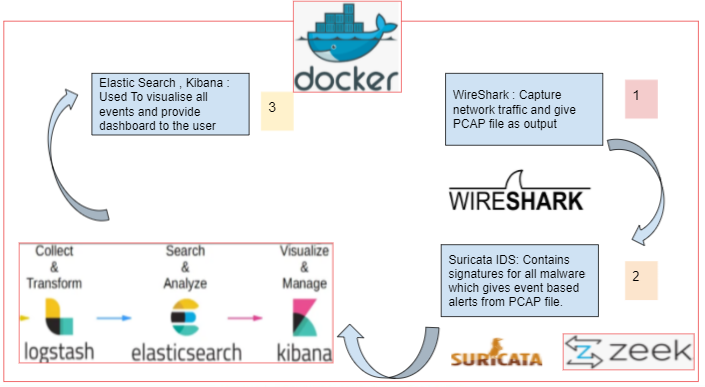 docker
Elastic Search , Kibana :
Used To visualise all
events and provide
dashboard to the user
3
WireShark : Capture
network traffic and give
PCAP file as output
1
WIRESHARK
Suricata IDS: Contains
signatures for all malware
which gives event based
alerts from PCAP file.
2
SURICATA
zeek
Collect
&
Transform
logstash
Search
&
Analyze
elasticsearch
Visualize
&
Manage
kibana